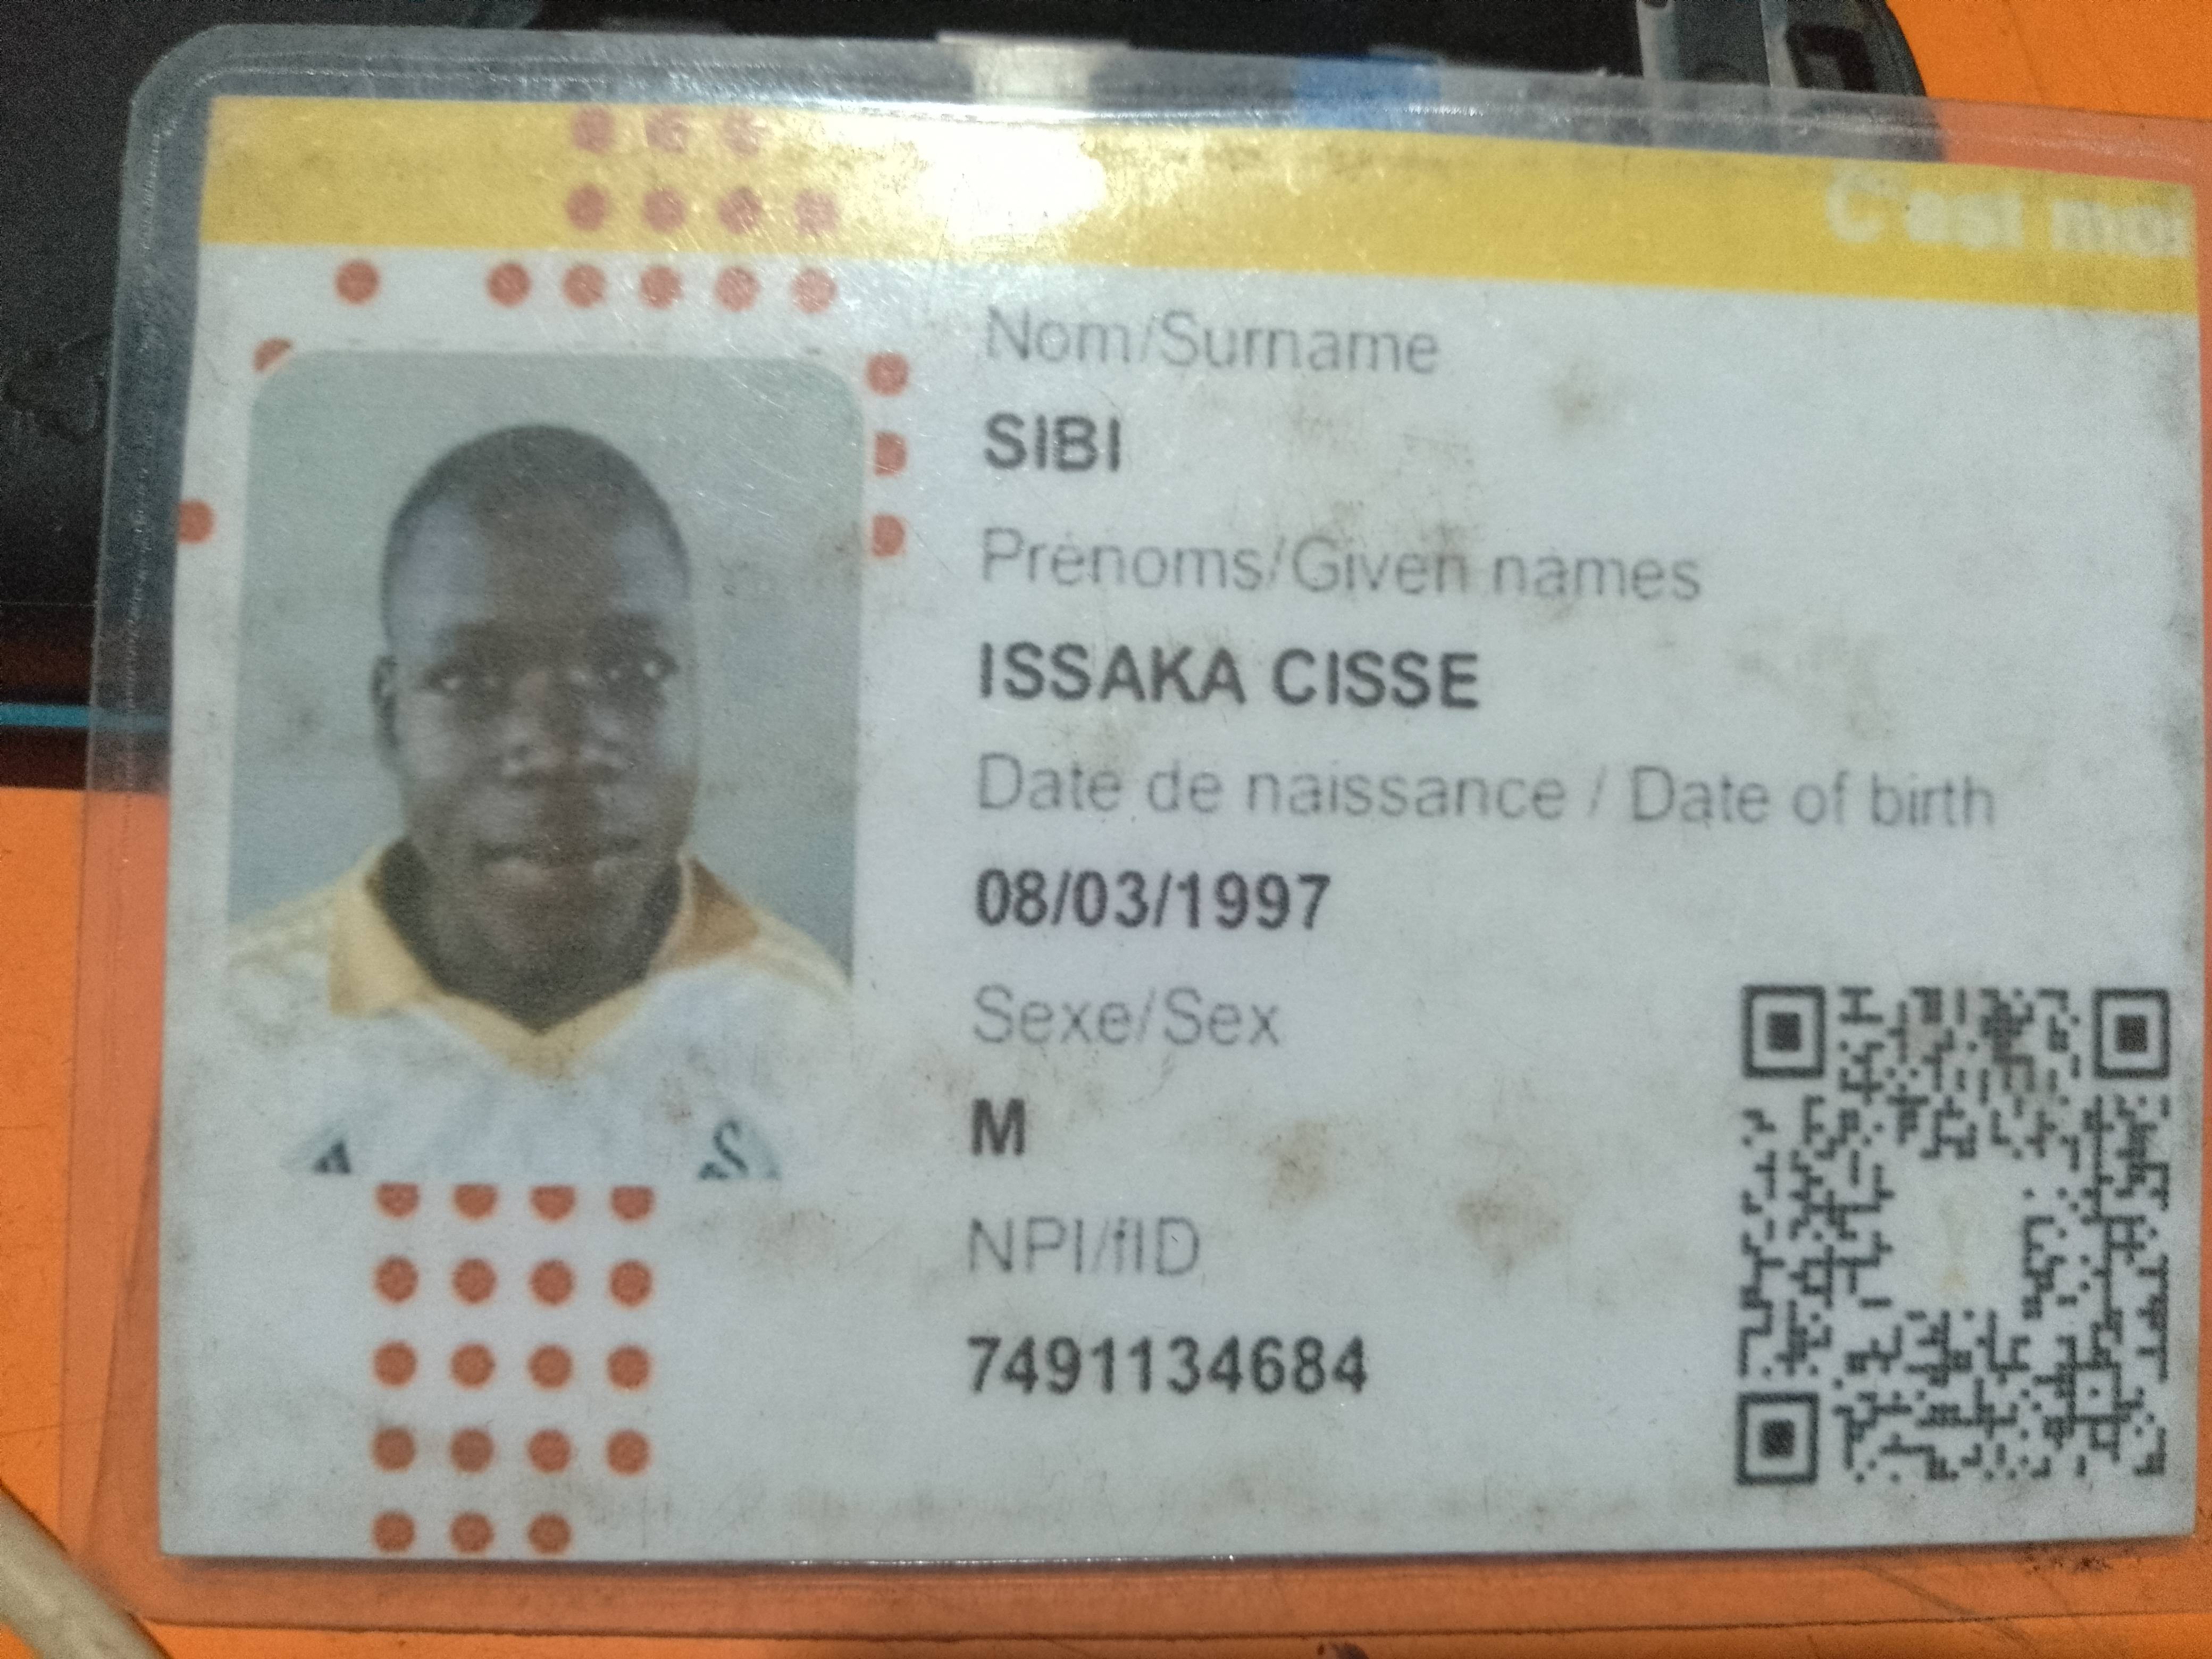 C'est moi
Nom/Surname
SIBI
Prénoms/Given names
ISSAKA CISSE
Date de naissance / Date of birth
08/03/1997
Sexe/Sex
M
NPI/fID
7491134684